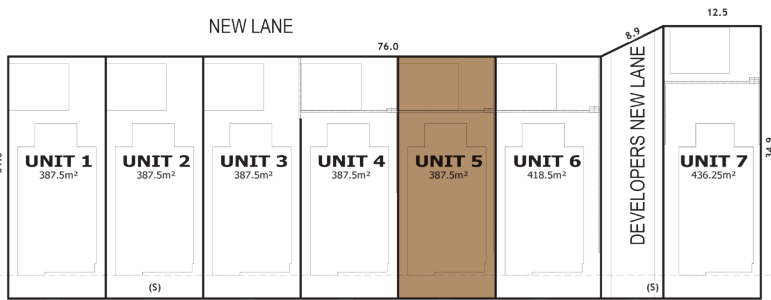 NEW LANE
76.0
8.9
12.5
DEVELOPERS NEW LANE
34.9
UNIT 1
387.5m²
UNIT 2
387.5m²
UNIT 3
387.5m²
UNIT 4
387.5m²
UNIT 5
387.5m²
UNIT 6
418.5m²
UNIT 7
436.25m²
(S)
(S)